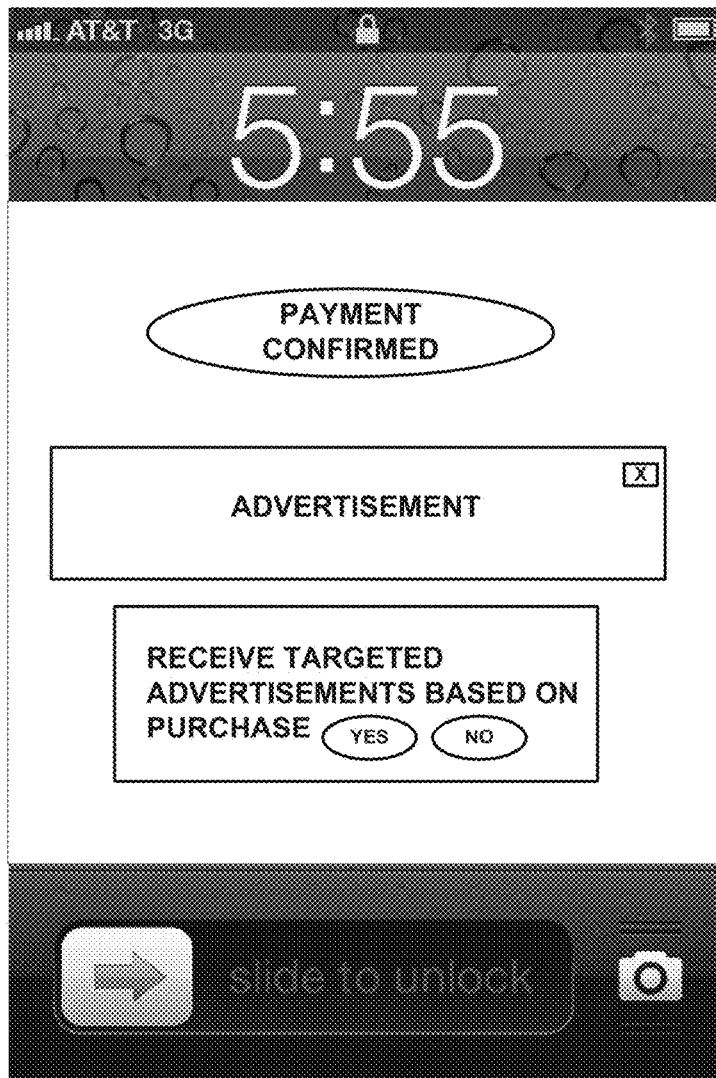 AT&T 3G
5:55
PAYMENT
CONFIRMED
X
ADVERTISEMENT
RECEIVE TARGETED
ADVERTISEMENTS BASED ON
PURCHASE YES NO
slide to unlock